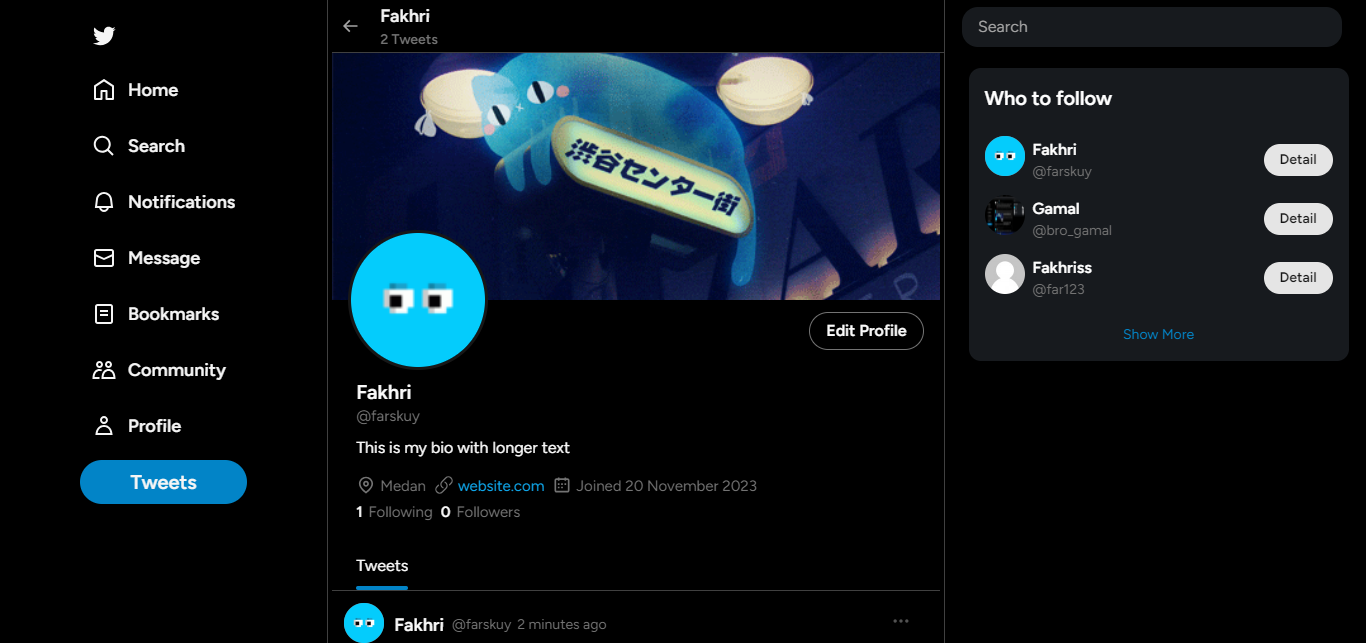 Home
Search
Notifications
Message
Bookmarks
Community
Profile
Tweets
Fakhri
2 Tweets
渋谷センター街
Edit Profile
Fakhri
@farskuy
This is my bio with longer text
Medan website.com Joined 20 November 2023
1 Following 0 Followers
Tweets
Fakhri @farskuy 2 minutes ago
Search
Who to follow
Fakhri
@farskuy
Detail
Gamal
@bro_gamal
Detail
Fakhriss
@far123
Detail
Show More